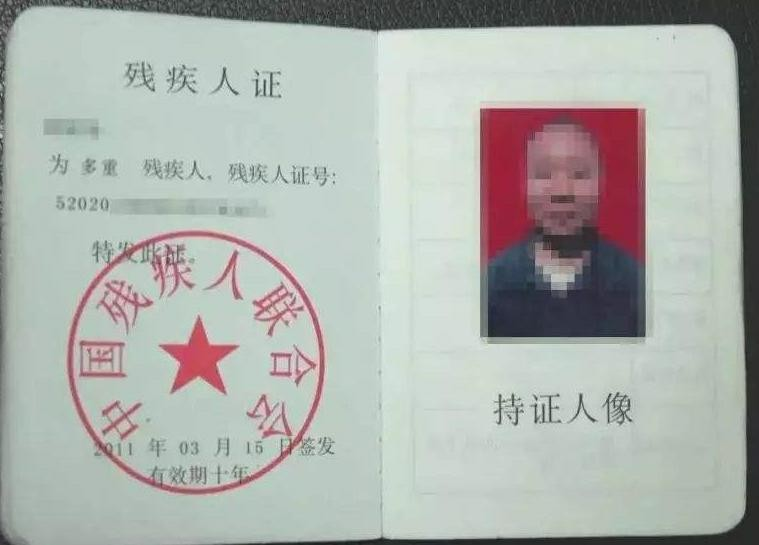 残疾人证
为 多重 残疾人，残疾人证号:
52020
特发此证。
中国残疾人联合会
2011 年 03 月 15 日签发
有效期十年
持证人像